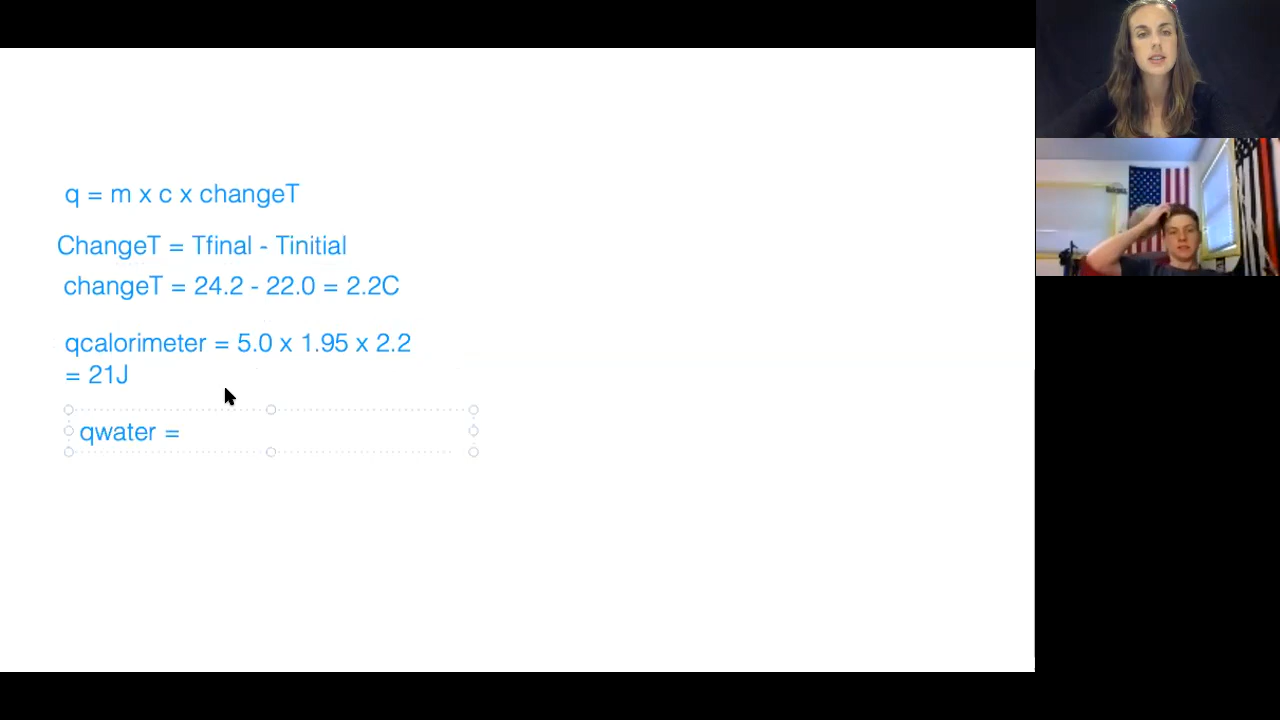 q = m x c x changeT
ChangeT = Tfinal - Tinitial
changeT = 24.2 - 22.0 = 2.2C
qcalorimeter = 5.0 x 1.95 x 2.2
= 21J
qwater =